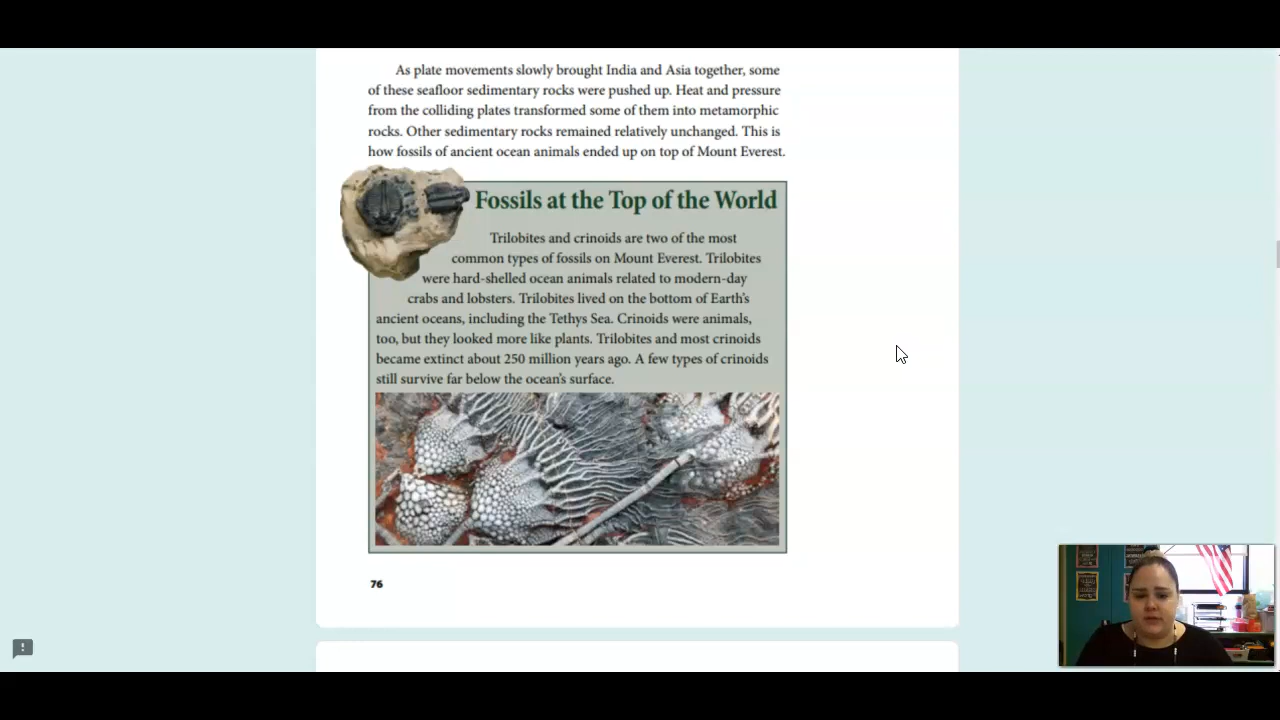 As plate movements slowly brought India and Asia together, some
of these seafloor sedimentary rocks were pushed up. Heat and pressure
from the colliding plates transformed some of them into metamorphic
rocks. Other sedimentary rocks remained relatively unchanged. This is
how fossils of ancient ocean animals ended up on top of Mount Everest.
Fossils at the Top of the World
Trilobites and crinoids are two of the most
common types of fossils on Mount Everest. Trilobites
were hard-shelled ocean animals related to modern-day
crabs and lobsters. Trilobites lived on the bottom of Earth's
ancient oceans, including the Tethys Sea. Crinoids were animals,
too, but they looked more like plants. Trilobites and most crinoids
became extinct about 250 million years ago. A few types of crinoids
still survive far below the ocean's surface.
76